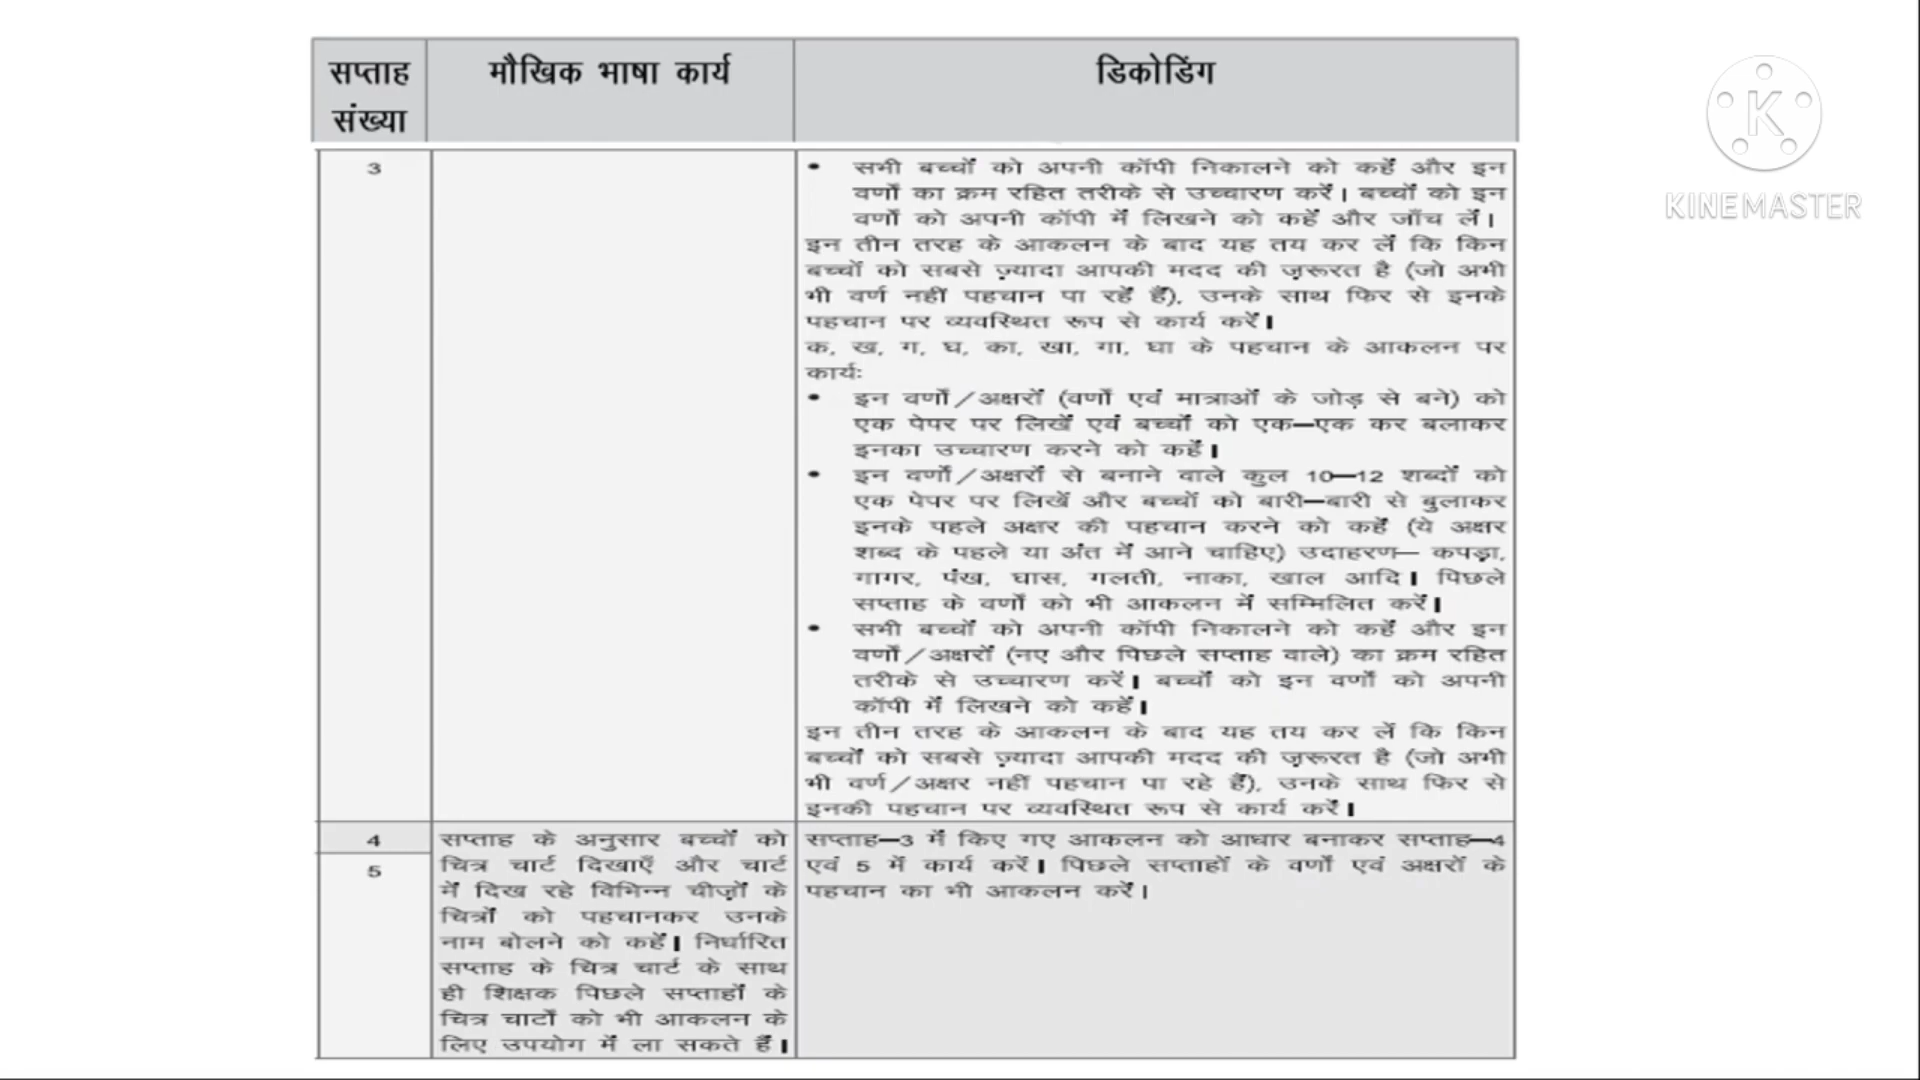 सप्ताह संख्या
मौखिक भाषा कार्य
डिकोडिंग
3
• सभी बच्चों को अपनी कॉपी निकालने को कहें और इन
वर्णों का क्रम रहित तरीके से उच्चारण करें। बच्चों को इन
वर्णों को अपनी कॉपी में लिखने को कहें और जाँच लें।
इन तीन तरह के आकलन के बाद यह तय कर लें कि किन
बच्चों को सबसे ज़्यादा आपकी मदद की ज़रूरत है (जो अभी
भी वर्ण नहीं पहचान पा रहें हैं), उनके साथ फिर से इनके
पहचान पर व्यवस्थित रूप से कार्य करें।
क, ख, ग, घ, का, खा, गा, घा के पहचान के आकलन पर
कार्यः
• इन वर्णों/अक्षरों (वर्णों एवं मात्राओं के जोड़ से बने) को
एक पेपर पर लिखें एवं बच्चों को एक–एक कर बलाकर
इनका उच्चारण करने को कहें।
• इन वर्णों/अक्षरों से बनाने वाले कुल 10–12 शब्दों को
एक पेपर पर लिखें और बच्चों को बारी–बारी से बुलाकर
इनके पहले अक्षर की पहचान करने को कहें (ये अक्षर
शब्द के पहले या अंत में आने चाहिए) उदाहरण– कपड़ा,
गागर, पंख, घास, गलती, नाका, खाल आदि। पिछले
सप्ताह के वर्णों को भी आकलन में सम्मिलित करें।
• सभी बच्चों को अपनी कॉपी निकालने को कहें और इन
वर्णों/अक्षरों (नए और पिछले सप्ताह वाले) का क्रम रहित
तरीके से उच्चारण करें। बच्चों को इन वर्णों को अपनी
कॉपी में लिखने को कहें।
इन तीन तरह के आकलन के बाद यह तय कर लें कि किन
बच्चों को सबसे ज़्यादा आपकी मदद की ज़रूरत है (जो अभी
भी वर्ण/अक्षर नहीं पहचान पा रहे हैं), उनके साथ फिर से
इनकी पहचान पर व्यवस्थित रूप से कार्य करें।
4
5
सप्ताह के अनुसार बच्चों को
चित्र चार्ट दिखाएँ और चार्ट
में दिख रहे विभिन्न चीज़ों के
चित्रों को पहचानकर उनके
नाम बोलने को कहें। निर्धारित
सप्ताह के चित्र चार्ट के साथ
ही शिक्षक पिछले सप्ताहों के
चित्र चार्टों को भी आकलन के
लिए उपयोग में ला सकते हैं।
सप्ताह–3 में किए गए आकलन को आधार बनाकर सप्ताह–4
एवं 5 में कार्य करें। पिछले सप्ताहों के वर्णों एवं अक्षरों के
पहचान का भी आकलन करें।
K
KINEMASTER